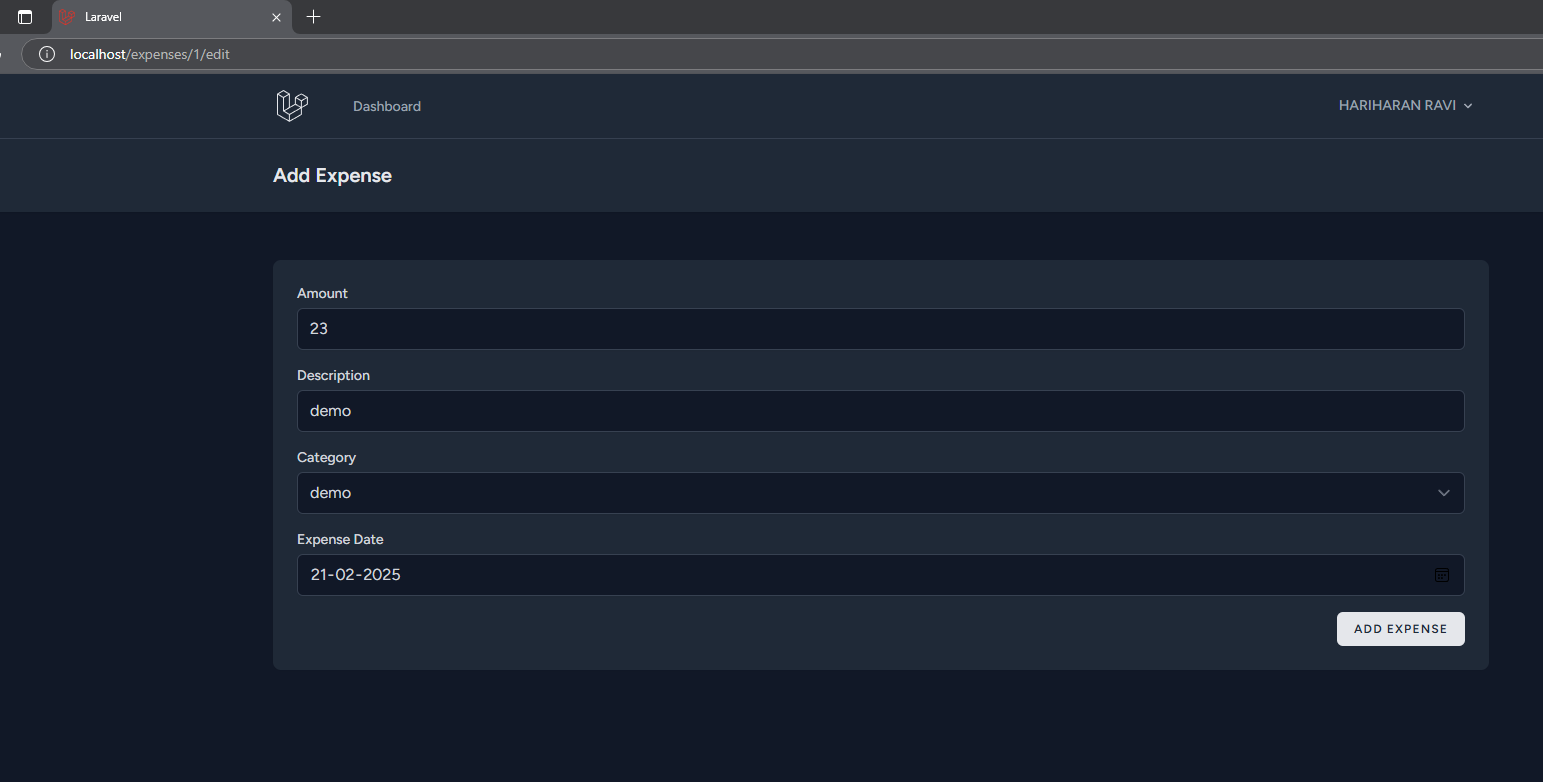 Laravel
localhost/expenses/1/edit
Dashboard
HARIHARAN RAVI
Add Expense
Amount
23
Description
demo
Category
demo
Expense Date
21-02-2025
ADD EXPENSE